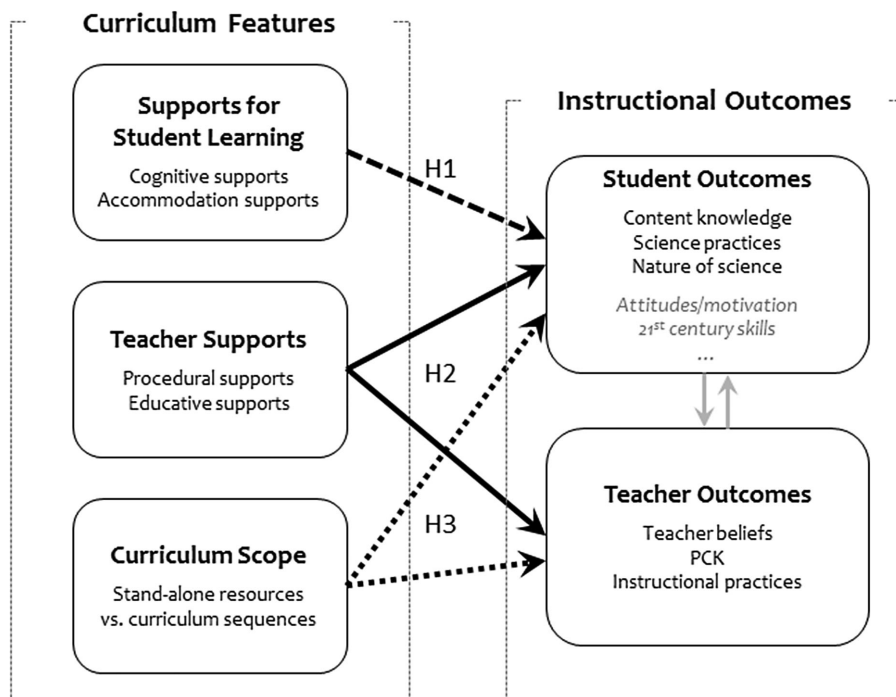 Curriculum Features
Supports for
Student Learning
Cognitive supports
Accommodation supports
Teacher Supports
Procedural supports
Educative supports
Curriculum Scope
Stand-alone resources
vs. curriculum sequences
H1
H2
H3
Instructional Outcomes
Student Outcomes
Content knowledge
Science practices
Nature of science
Attitudes/motivation
21st century skills
...
Teacher Outcomes
Teacher beliefs
PCK
Instructional practices